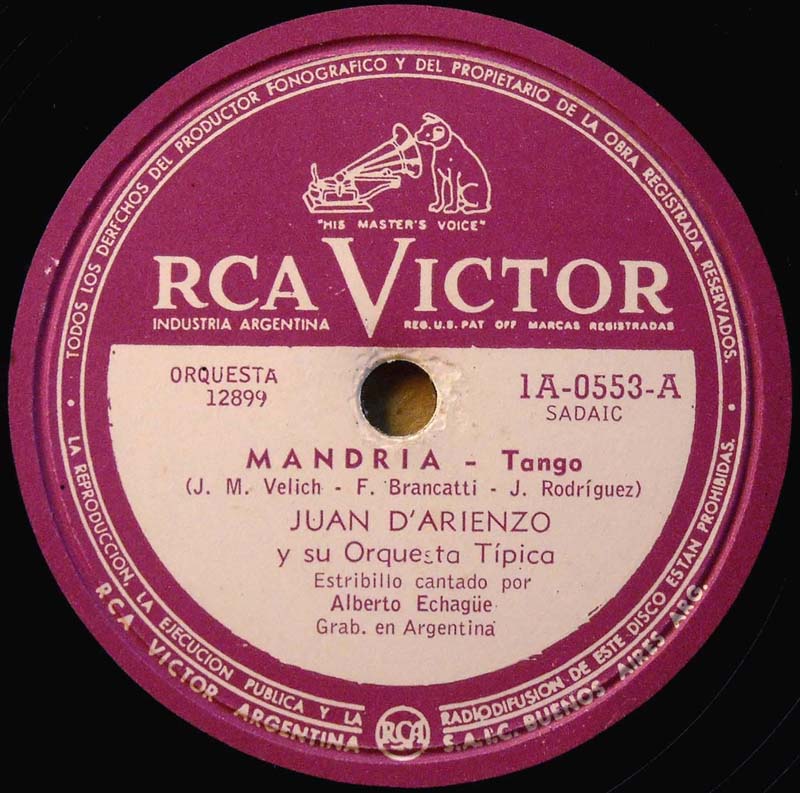 TODOS LOS DERECHOS DEL PRODUCTOR FONOGRAFICO Y DEL PROPIETARIO DE LA OBRA REGISTRADA RESERVADOS.
"HIS MASTER'S VOICE"
RCA VICTOR
INDUSTRIA ARGENTINA
REG. U.S. PAT OFF MARCAS REGISTRADAS
ORQUESTA
12899
1A-0553-A
SADAIC
MANDRIA - Tango
(J. M. Velich - F. Brancatti - J. Rodríguez)
JUAN D'ARIENZO
y su Orquesta Típica
Estribillo cantado por
Alberto Echagüe
Grab. en Argentina
LA REPRODUCCION, LA EJECUCION PUBLICA Y LA RADIODIFUSION DE ESTE DISCO ESTAN PROHIBIDAS.
RCA VICTOR ARGENTINA S.A.I.C. BUENOS AIRES ARG.
RCA